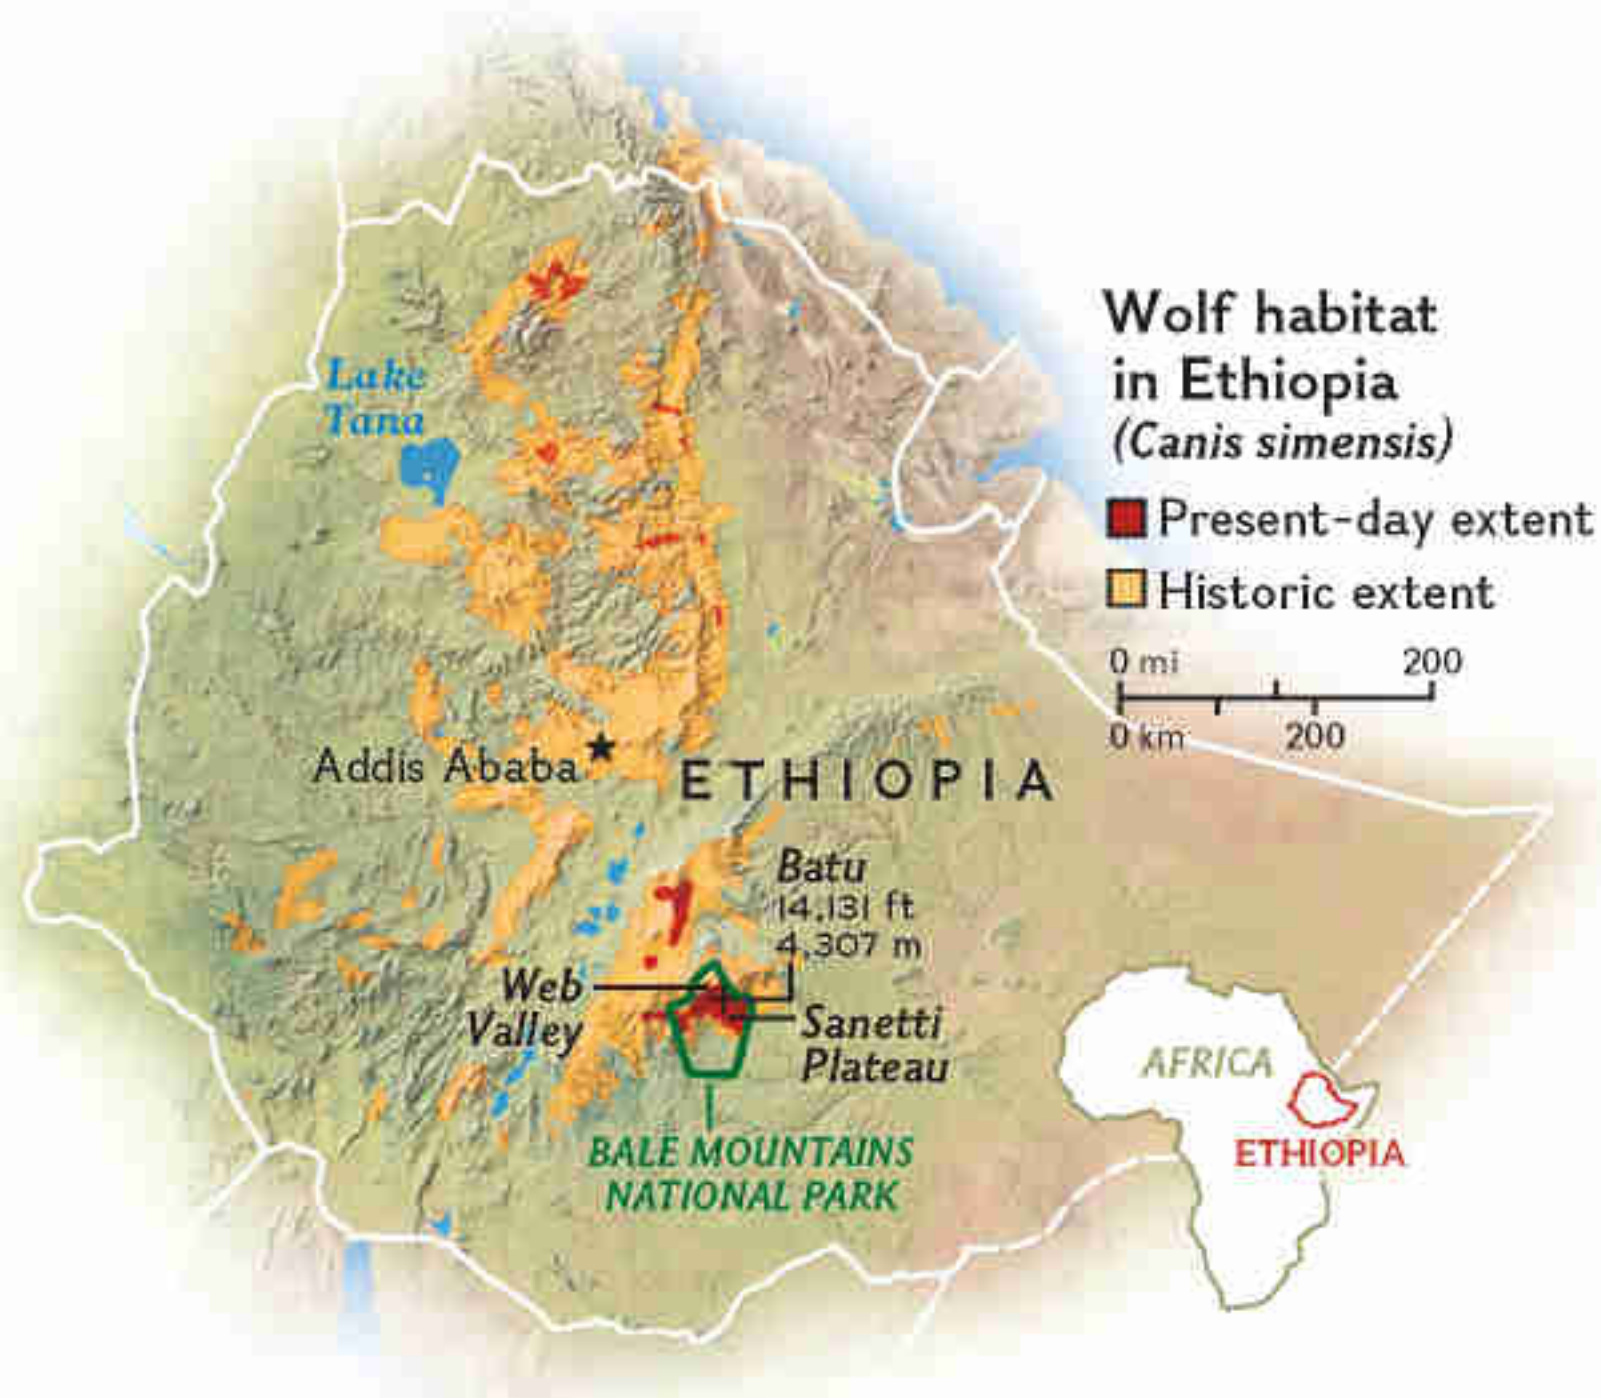 Lake
Tana
Wolf habitat
in Ethiopia
(Canis simensis)
Present-day extent
Historic extent
0 mi 200
0 km 200
Addis Ababa
ETHIOPIA
Batu
14,131 ft
4,307 m
Web
Valley
Sanetti
Plateau
BALE MOUNTAINS
NATIONAL PARK
AFRICA
ETHIOPIA